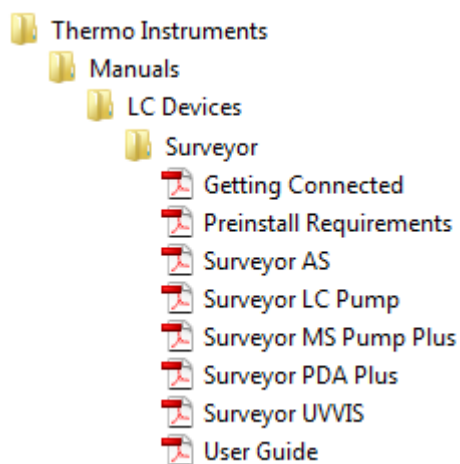 Thermo Instruments
Manuals
LC Devices
Surveyor
Getting Connected
Preinstall Requirements
Surveyor AS
Surveyor LC Pump
Surveyor MS Pump Plus
Surveyor PDA Plus
Surveyor UVVIS
User Guide